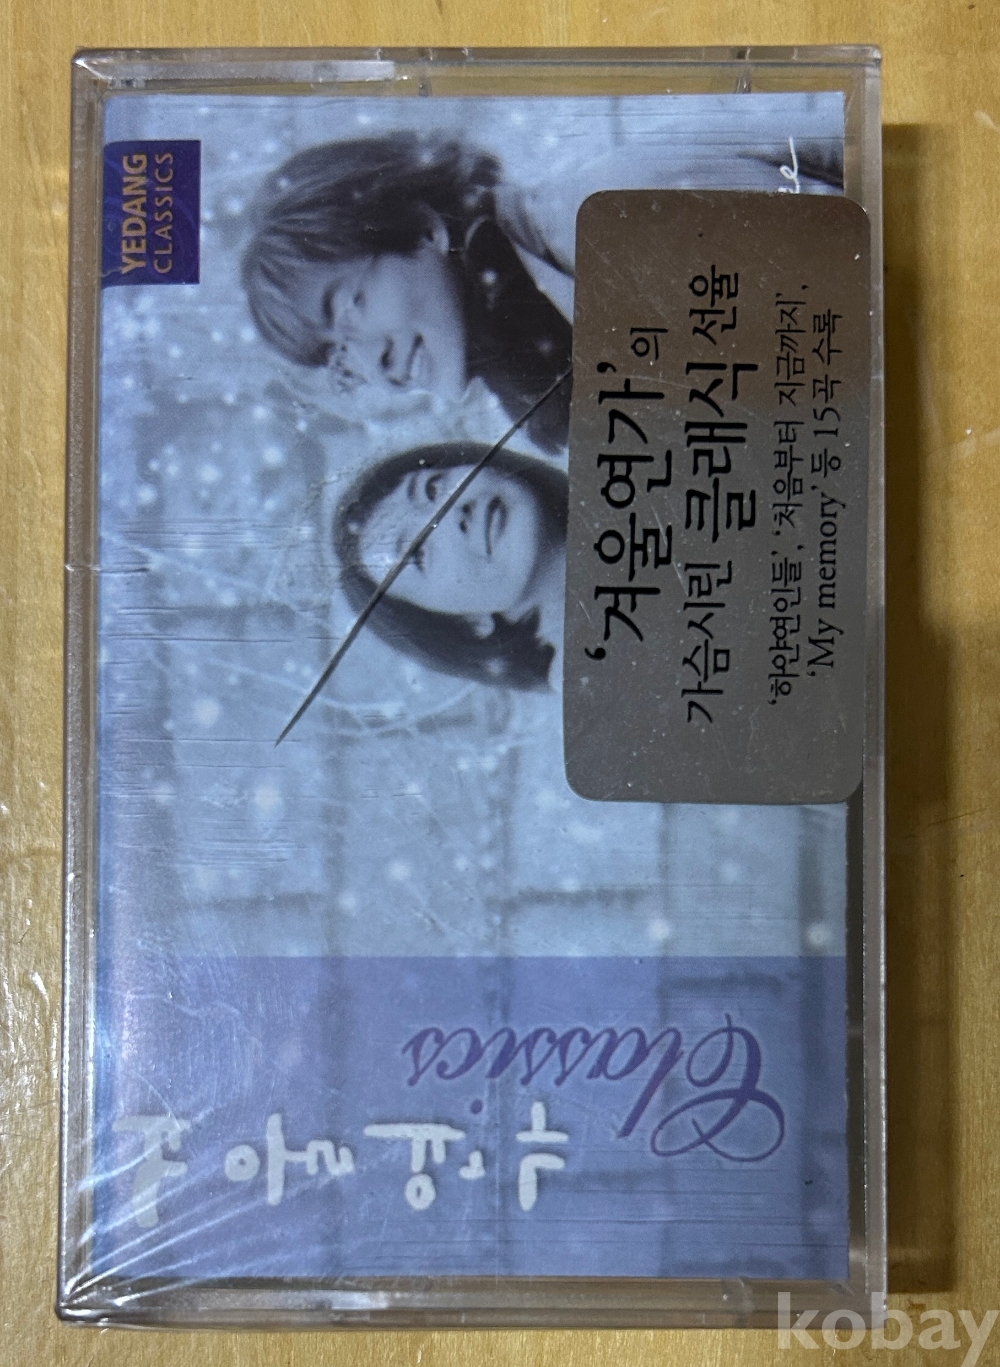 YEDANG
CLASSICS
'겨울연가'의
가슴시린 클래식 선율
'하얀연인들', '처음부터 지금까지',
'My memory' 등 15곡 수록
겨울연가
Classics
kobay